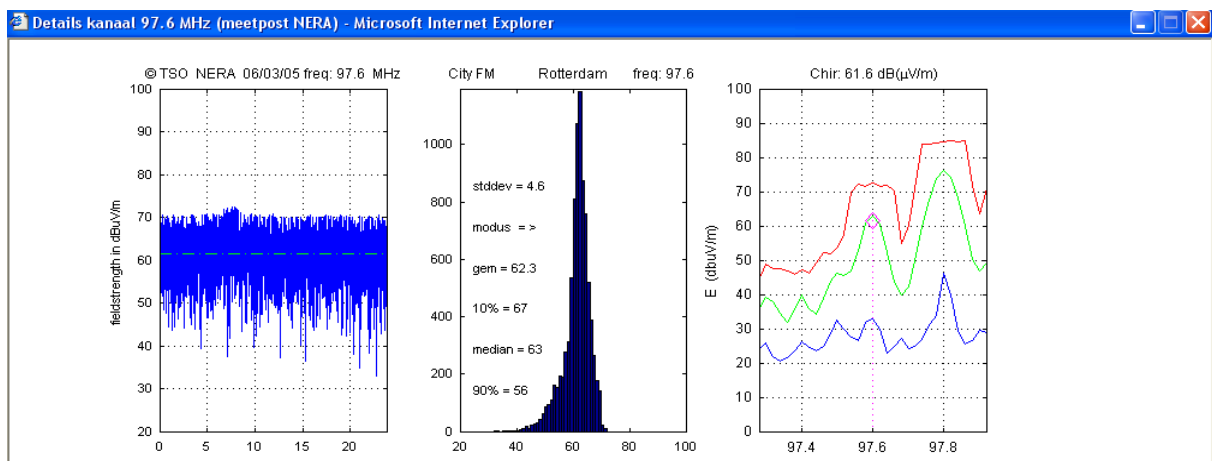 Details kanaal 97.6 MHz (meetpost NERA) - Microsoft Internet Explorer
© TSO NERA 06/03/05 freq: 97.6 MHz
100
90
80
70
60
50
40
30
20
0 5 10 15 20
fieldstrength in dBuV/m
City FM Rotterdam freq: 97.6
1000
800
600
400
200
0
20 40 60 80 100
stddev = 4.6
modus = >
gem = 62.3
10% = 67
median = 63
90% = 56
Chir: 61.6 dB(µV/m)
100
90
80
70
60
50
40
30
20
10
0
97.4 97.6 97.8
E (dbuV/m)